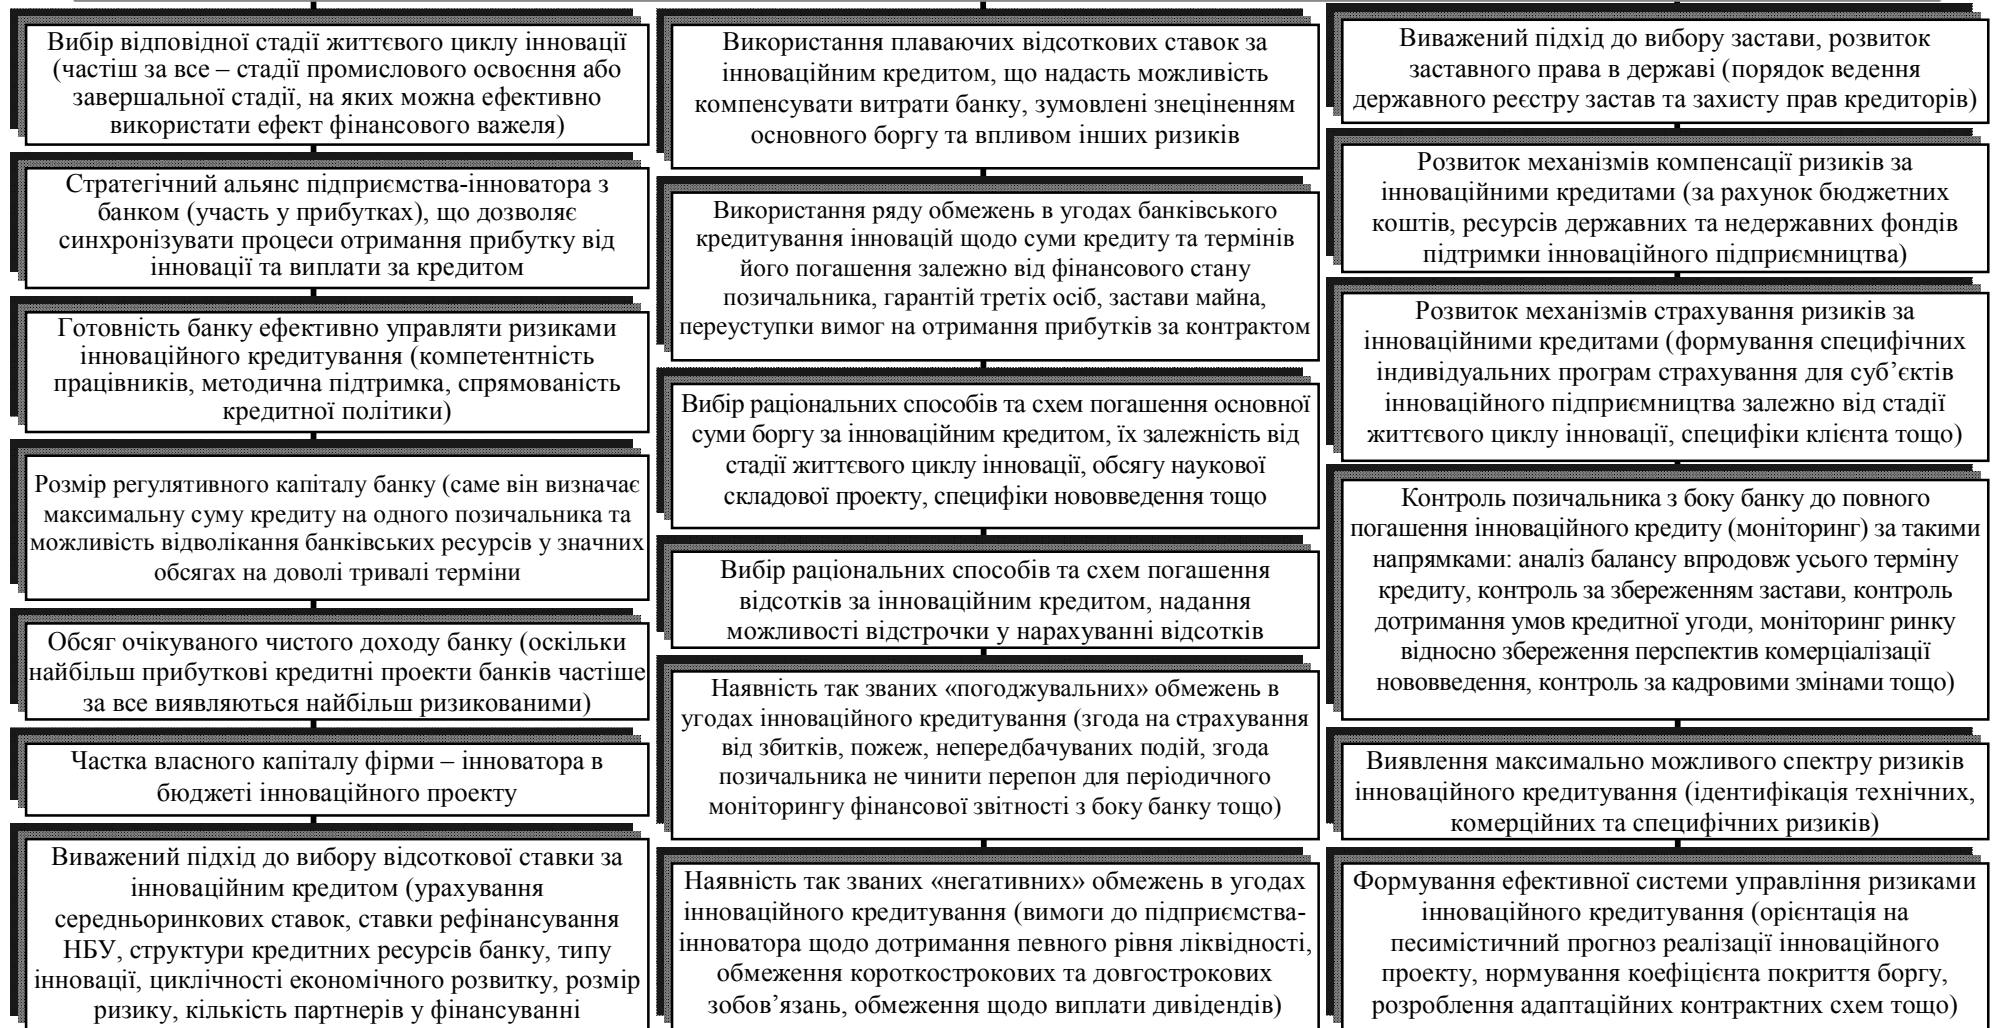 Вибір відповідної стадії життєвого циклу інновації
(частіш за все – стадії промислового освоєння або
завершальної стадії, на яких можна ефективно
використати ефект фінансового важеля)
Стратегічний альянс підприємства-інноватора з
банком (участь у прибутках), що дозволяє
синхронізувати процеси отримання прибутку від
інновації та виплати за кредитом
Готовність банку ефективно управляти ризиками
інноваційного кредитування (компетентність
працівників, методична підтримка, спрямованість
кредитної політики)
Розмір регулятивного капіталу банку (саме він визначає
максимальну суму кредиту на одного позичальника та
можливість відволікання банківських ресурсів у значних
обсягах на доволі тривалі терміни
Обсяг очікуваного чистого доходу банку (оскільки
найбільш прибуткові кредитні проекти банків частіше
за все виявляються найбільш ризикованими)
Частка власного капіталу фірми – інноватора в
бюджеті інноваційного проекту
Виважений підхід до вибору відсоткової ставки за
інноваційним кредитом (урахування
середньоринкових ставок, ставки рефінансування
НБУ, структури кредитних ресурсів банку, типу
інновації, циклічності економічного розвитку, розмір
ризику, кількість партнерів у фінансуванні
Використання плаваючих відсоткових ставок за
інноваційним кредитом, що надасть можливість
компенсувати витрати банку, зумовлені знеціненням
основного боргу та впливом інших ризиків
Використання ряду обмежень в угодах банківського
кредитування інновацій щодо суми кредиту та термінів
його погашення залежно від фінансового стану
позичальника, гарантій третіх осіб, застави майна,
переуступки вимог на отримання прибутків за контрактом
Вибір раціональних способів та схем погашення основної
суми боргу за інноваційним кредитом, їх залежність від
стадії життєвого циклу інновації, обсягу наукової
складової проекту, специфіки нововведення тощо
Вибір раціональних способів та схем погашення
відсотків за інноваційним кредитом, надання
можливості відстрочки у нарахуванні відсотків
Наявність так званих «погоджувальних» обмежень в
угодах інноваційного кредитування (згода на страхування
від збитків, пожеж, непередбачуваних подій, згода
позичальника не чинити перепон для періодичного
моніторингу фінансової звітності з боку банку тощо)
Наявність так званих «негативних» обмежень в угодах
інноваційного кредитування (вимоги до підприємства-
інноватора щодо дотримання певного рівня ліквідності,
обмеження короткострокових та довгострокових
зобов’язань, обмеження щодо виплати дивідендів)
Виважений підхід до вибору застави, розвиток
заставного права в державі (порядок ведення
державного реєстру застав та захисту прав кредиторів)
Розвиток механізмів компенсації ризиків за
інноваційними кредитами (за рахунок бюджетних
коштів, ресурсів державних та недержавних фондів
підтримки інноваційного підприємництва)
Розвиток механізмів страхування ризиків за
інноваційними кредитами (формування специфічних
індивідуальних програм страхування для суб’єктів
інноваційного підприємництва залежно від стадії
життєвого циклу інновації, специфіки клієнта тощо)
Контроль позичальника з боку банку до повного
погашення інноваційного кредиту (моніторинг) за такими
напрямками: аналіз балансу впродовж усього терміну
кредиту, контроль за збереженням застави, контроль
дотримання умов кредитної угоди, моніторинг ринку
відносно збереження перспектив комерціалізації
нововведення, контроль за кадровими змінами тощо)
Виявлення максимально можливого спектру ризиків
інноваційного кредитування (ідентифікація технічних,
комерційних та специфічних ризиків)
Формування ефективної системи управління ризиками
інноваційного кредитування (орієнтація на
песимістичний прогноз реалізації інноваційного
проекту, нормування коефіцієнта покриття боргу,
розроблення адаптаційних контрактних схем тощо)